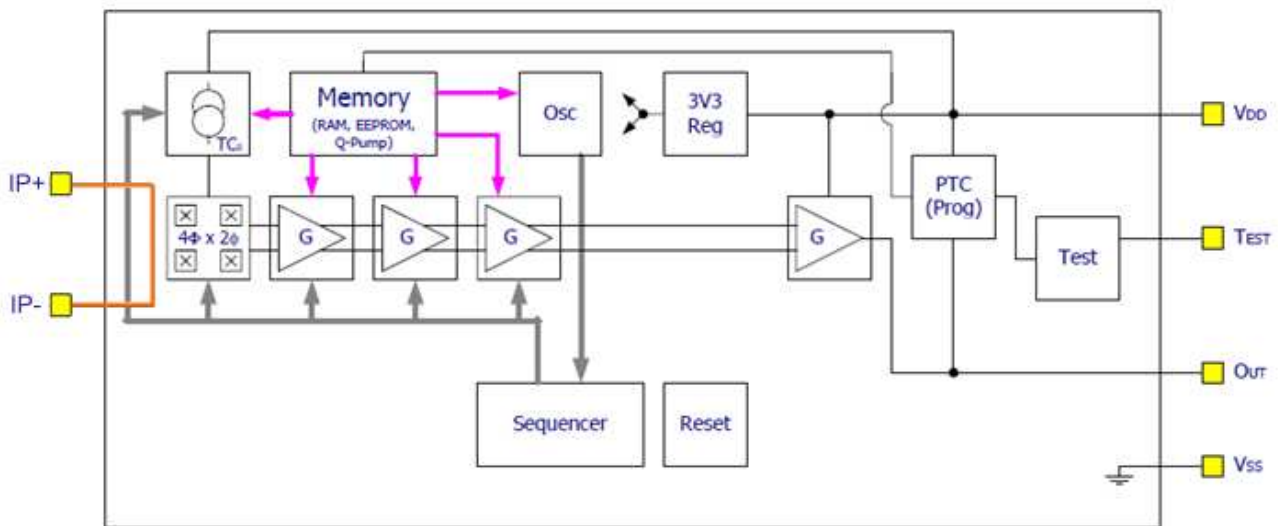 Memory
(RAM, EEPROM,
Q-Pump)
Osc
3V3
Reg
VDD
TC₀
IP+
PTC
(Prog)
4Φ x 2φ
G
G
G
G
TEST
Test
IP-
OUT
Sequencer
Reset
VSS